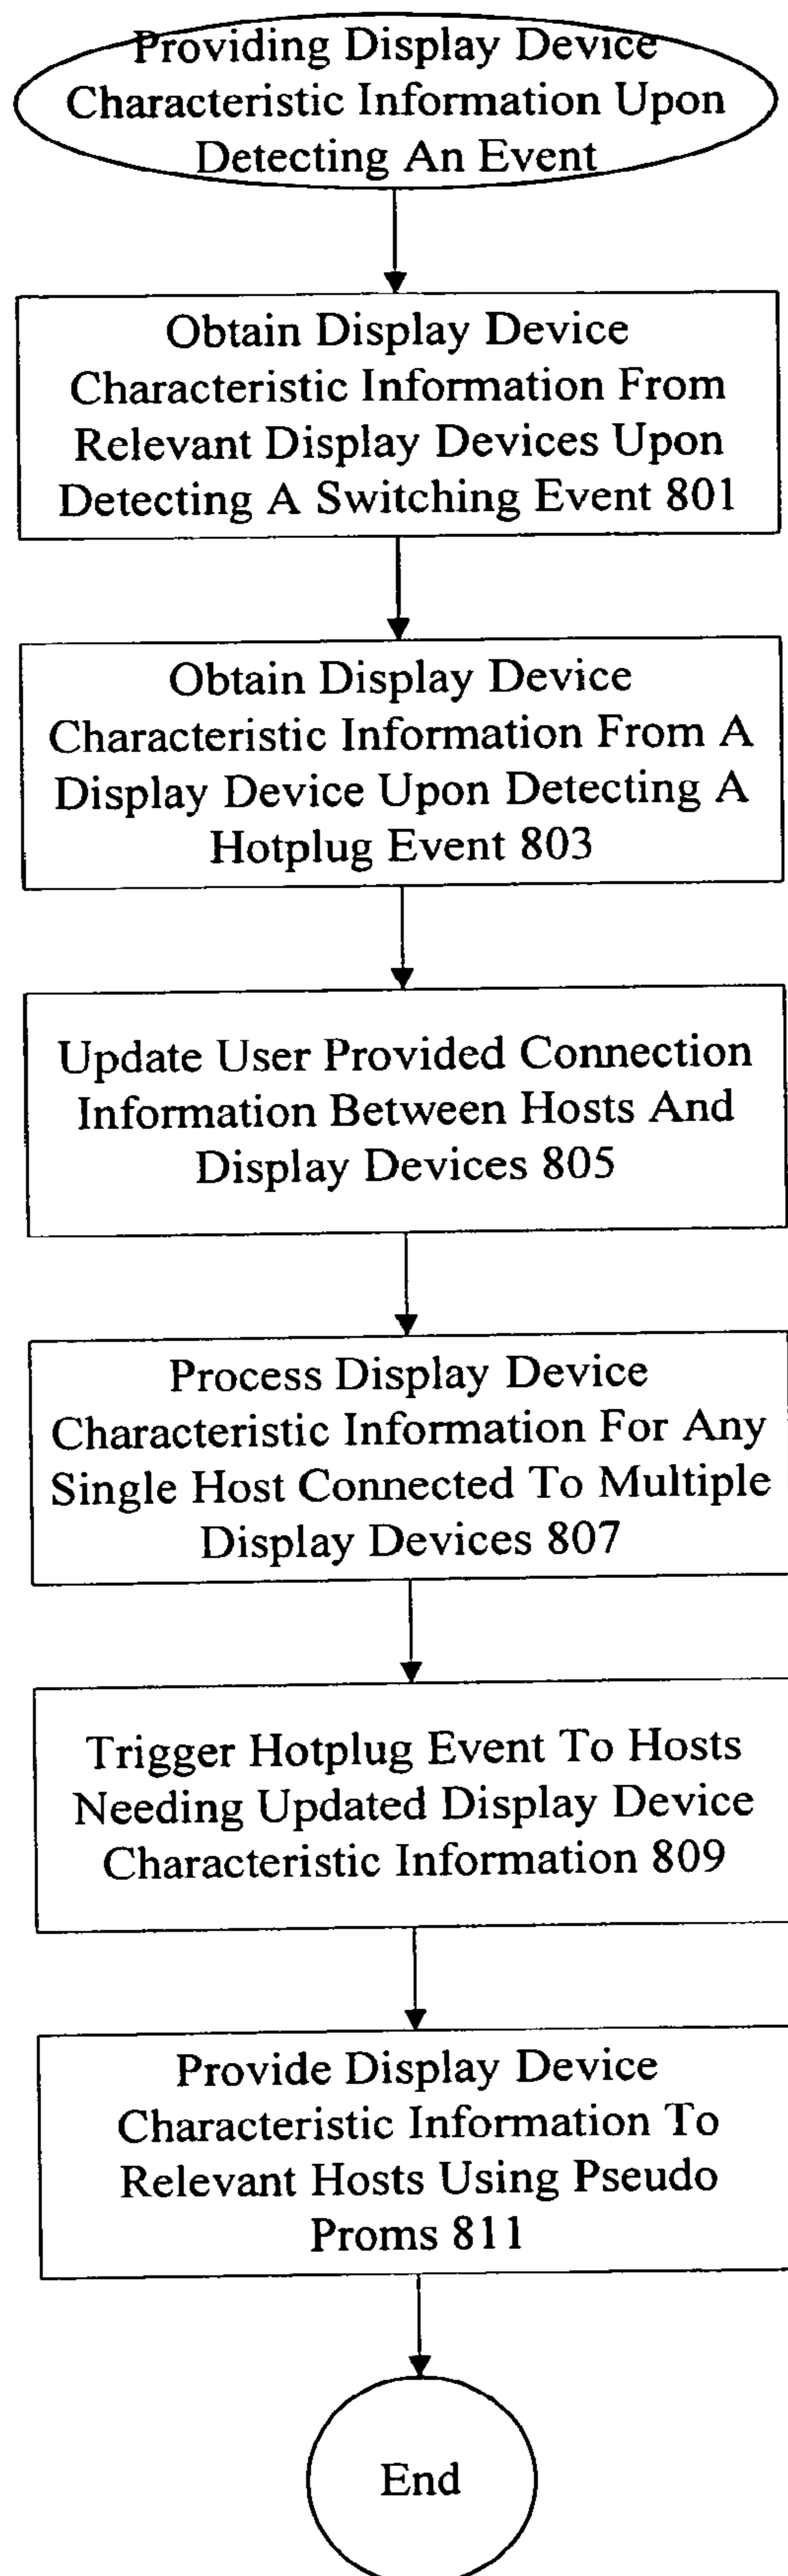 Providing Display Device
Characteristic Information Upon
Detecting An Event
Obtain Display Device
Characteristic Information From
Relevant Display Devices Upon
Detecting A Switching Event 801
Obtain Display Device
Characteristic Information From A
Display Device Upon Detecting A
Hotplug Event 803
Update User Provided Connection
Information Between Hosts And
Display Devices 805
Process Display Device
Characteristic Information For Any
Single Host Connected To Multiple
Display Devices 807
Trigger Hotplug Event To Hosts
Needing Updated Display Device
Characteristic Information 809
Provide Display Device
Characteristic Information To
Relevant Hosts Using Pseudo
Proms 811
End